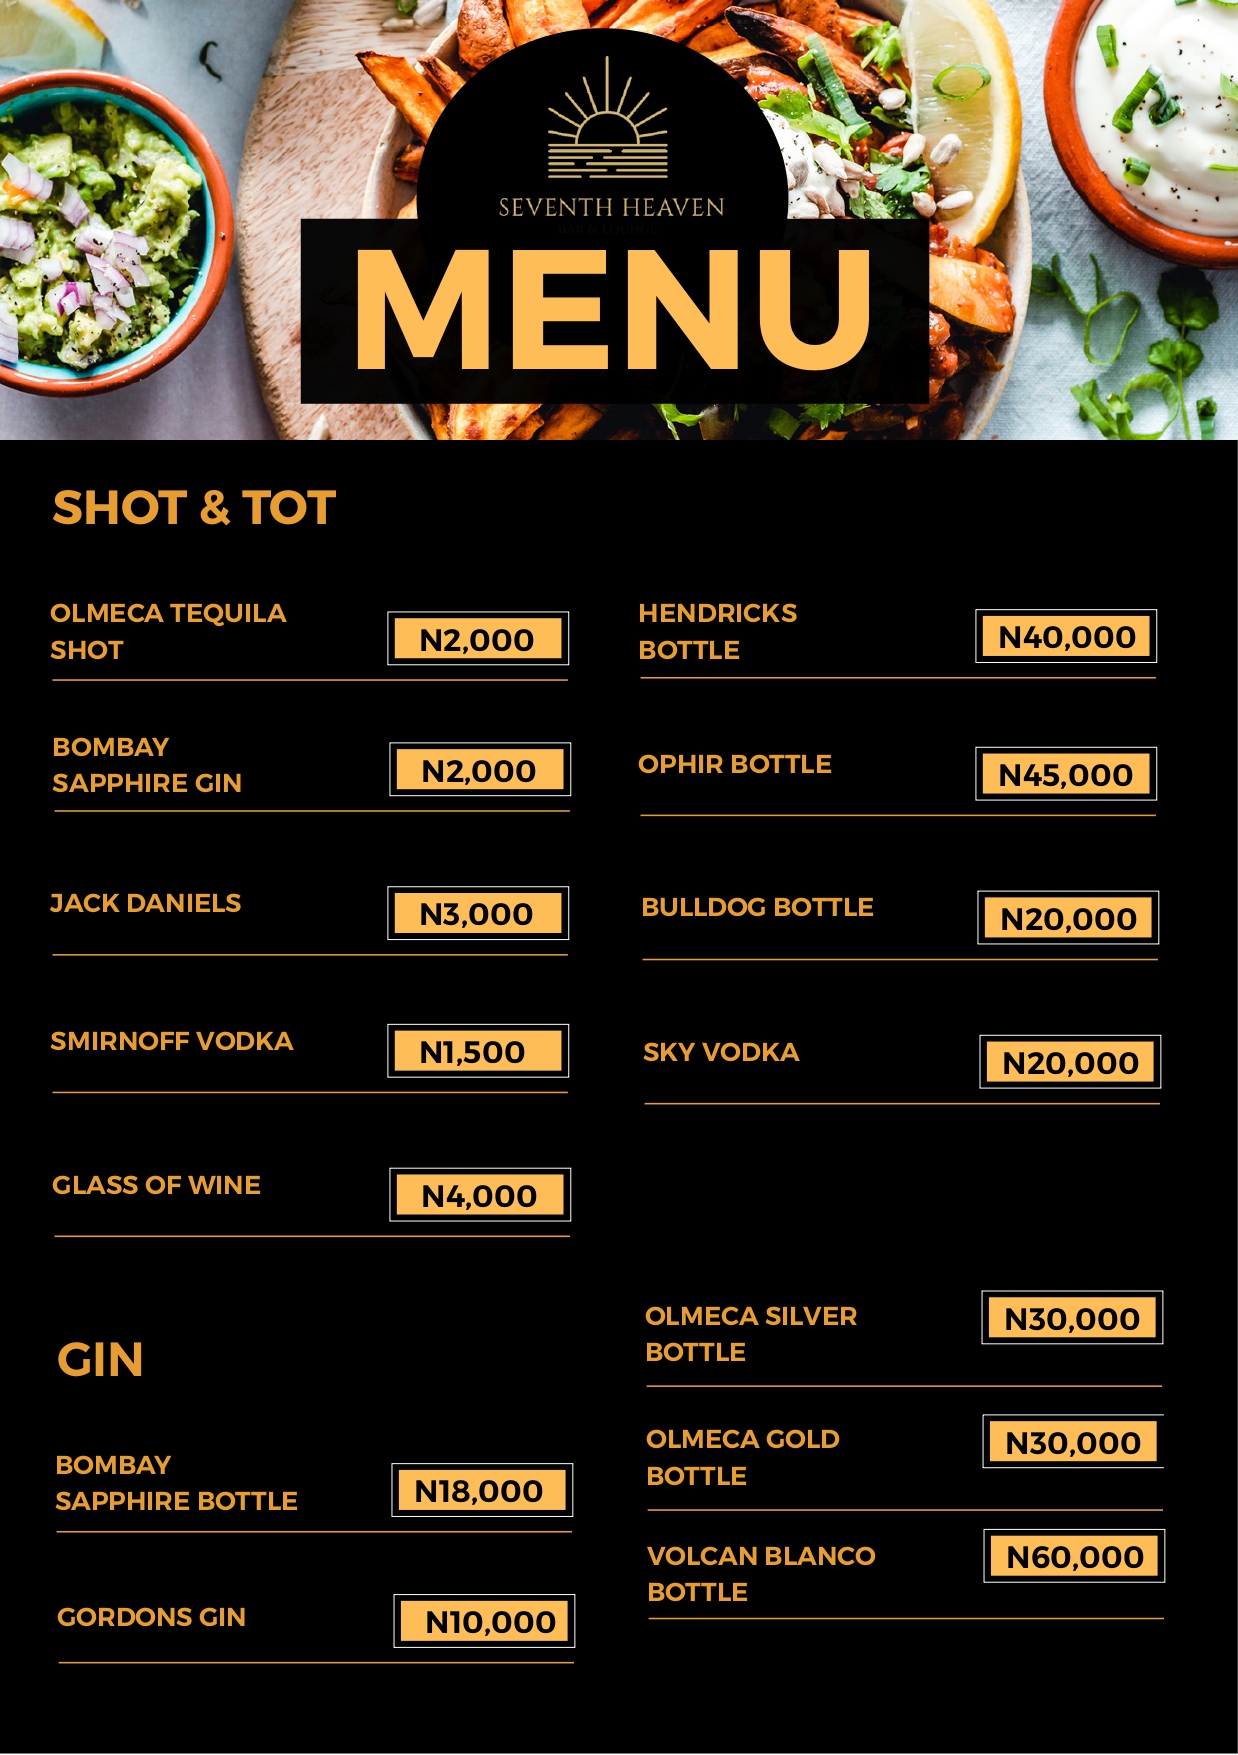 SEVENTH HEAVEN
BAR & LOUNGE
MENU
SHOT & TOT
OLMECA TEQUILA
SHOT
N2,000
BOMBAY
SAPPHIRE GIN
N2,000
JACK DANIELS
N3,000
SMIRNOFF VODKA
N1,500
GLASS OF WINE
N4,000
GIN
BOMBAY
SAPPHIRE BOTTLE
N18,000
GORDONS GIN
N10,000
HENDRICKS
BOTTLE
N40,000
OPHIR BOTTLE
N45,000
BULLDOG BOTTLE
N20,000
SKY VODKA
N20,000
OLMECA SILVER
BOTTLE
N30,000
OLMECA GOLD
BOTTLE
N30,000
VOLCAN BLANCO
BOTTLE
N60,000